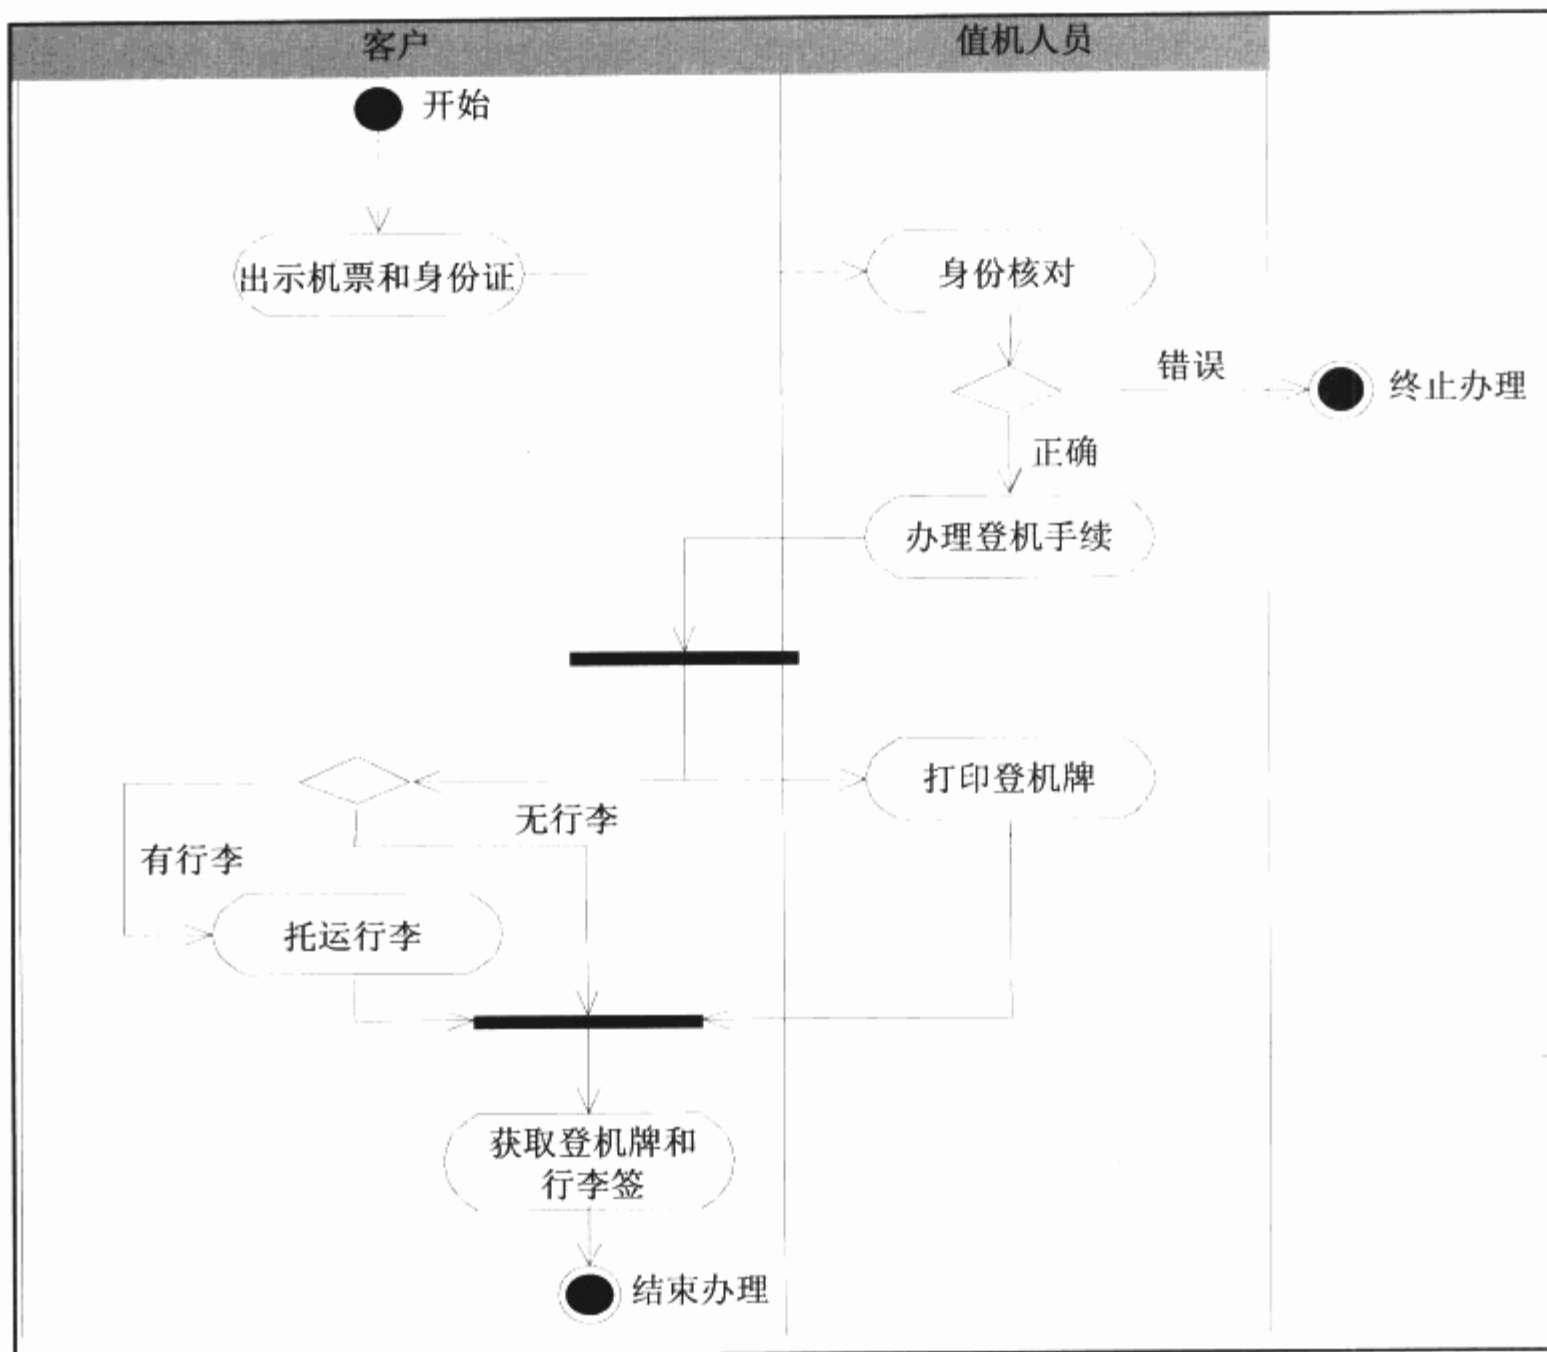 客户
值机人员
开始
出示机票和身份证
身份核对
错误
终止办理
正确
办理登机手续
打印登机牌
无行李
有行李
托运行李
获取登机牌和
行李签
结束办理